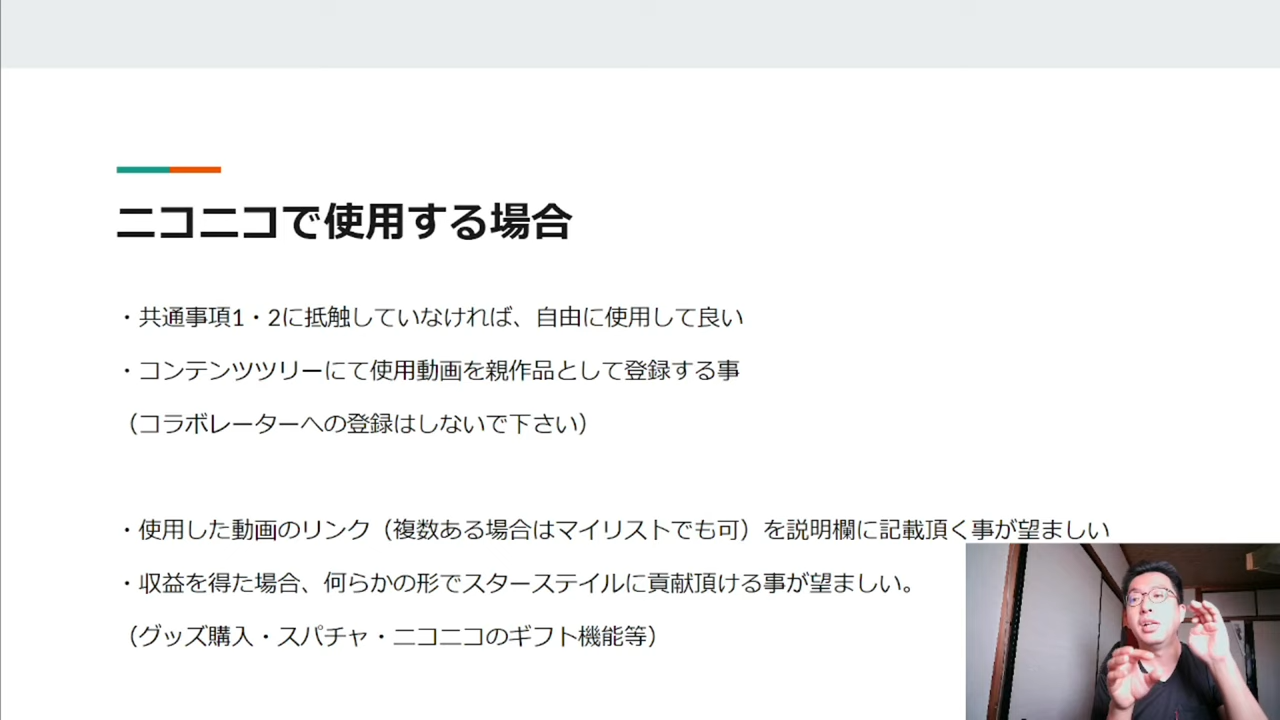 ニコニコで使用する場合
・共通事項1・2に抵触していなければ、自由に使用して良い
・コンテンツツリーにて使用動画を親作品として登録する事
（コラボレーターへの登録はしないで下さい）
・使用した動画のリンク（複数ある場合はマイリストでも可）を説明欄に記載頂く事が望ましい
・収益を得た場合、何らかの形でスターステイルに貢献頂ける事が望ましい。
（グッズ購入・スパチャ・ニコニコのギフト機能等）